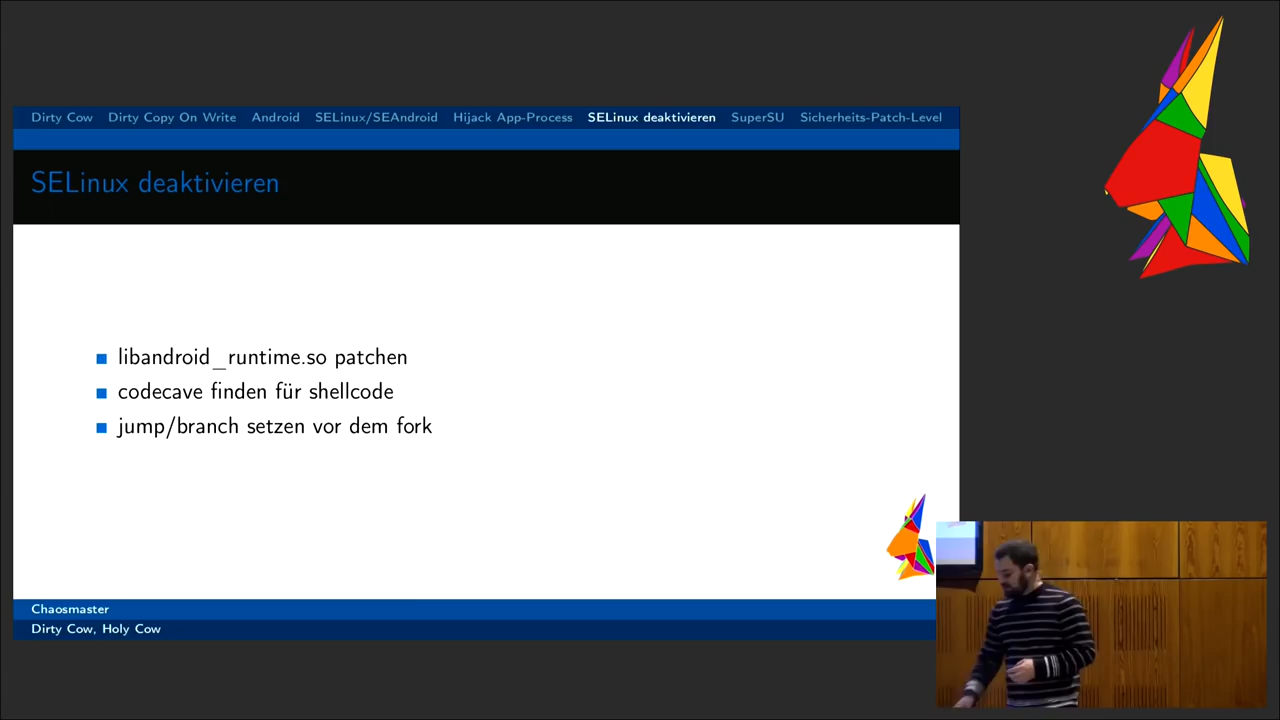 Dirty Cow Dirty Copy On Write Android SELinux/SEAndroid Hijack App-Process SELinux deaktivieren SuperSU Sicherheits-Patch-Level
SELinux deaktivieren
libandroid_runtime.so patchen
codecave finden für shellcode
jump/branch setzen vor dem fork
Chaosmaster
Dirty Cow, Holy Cow